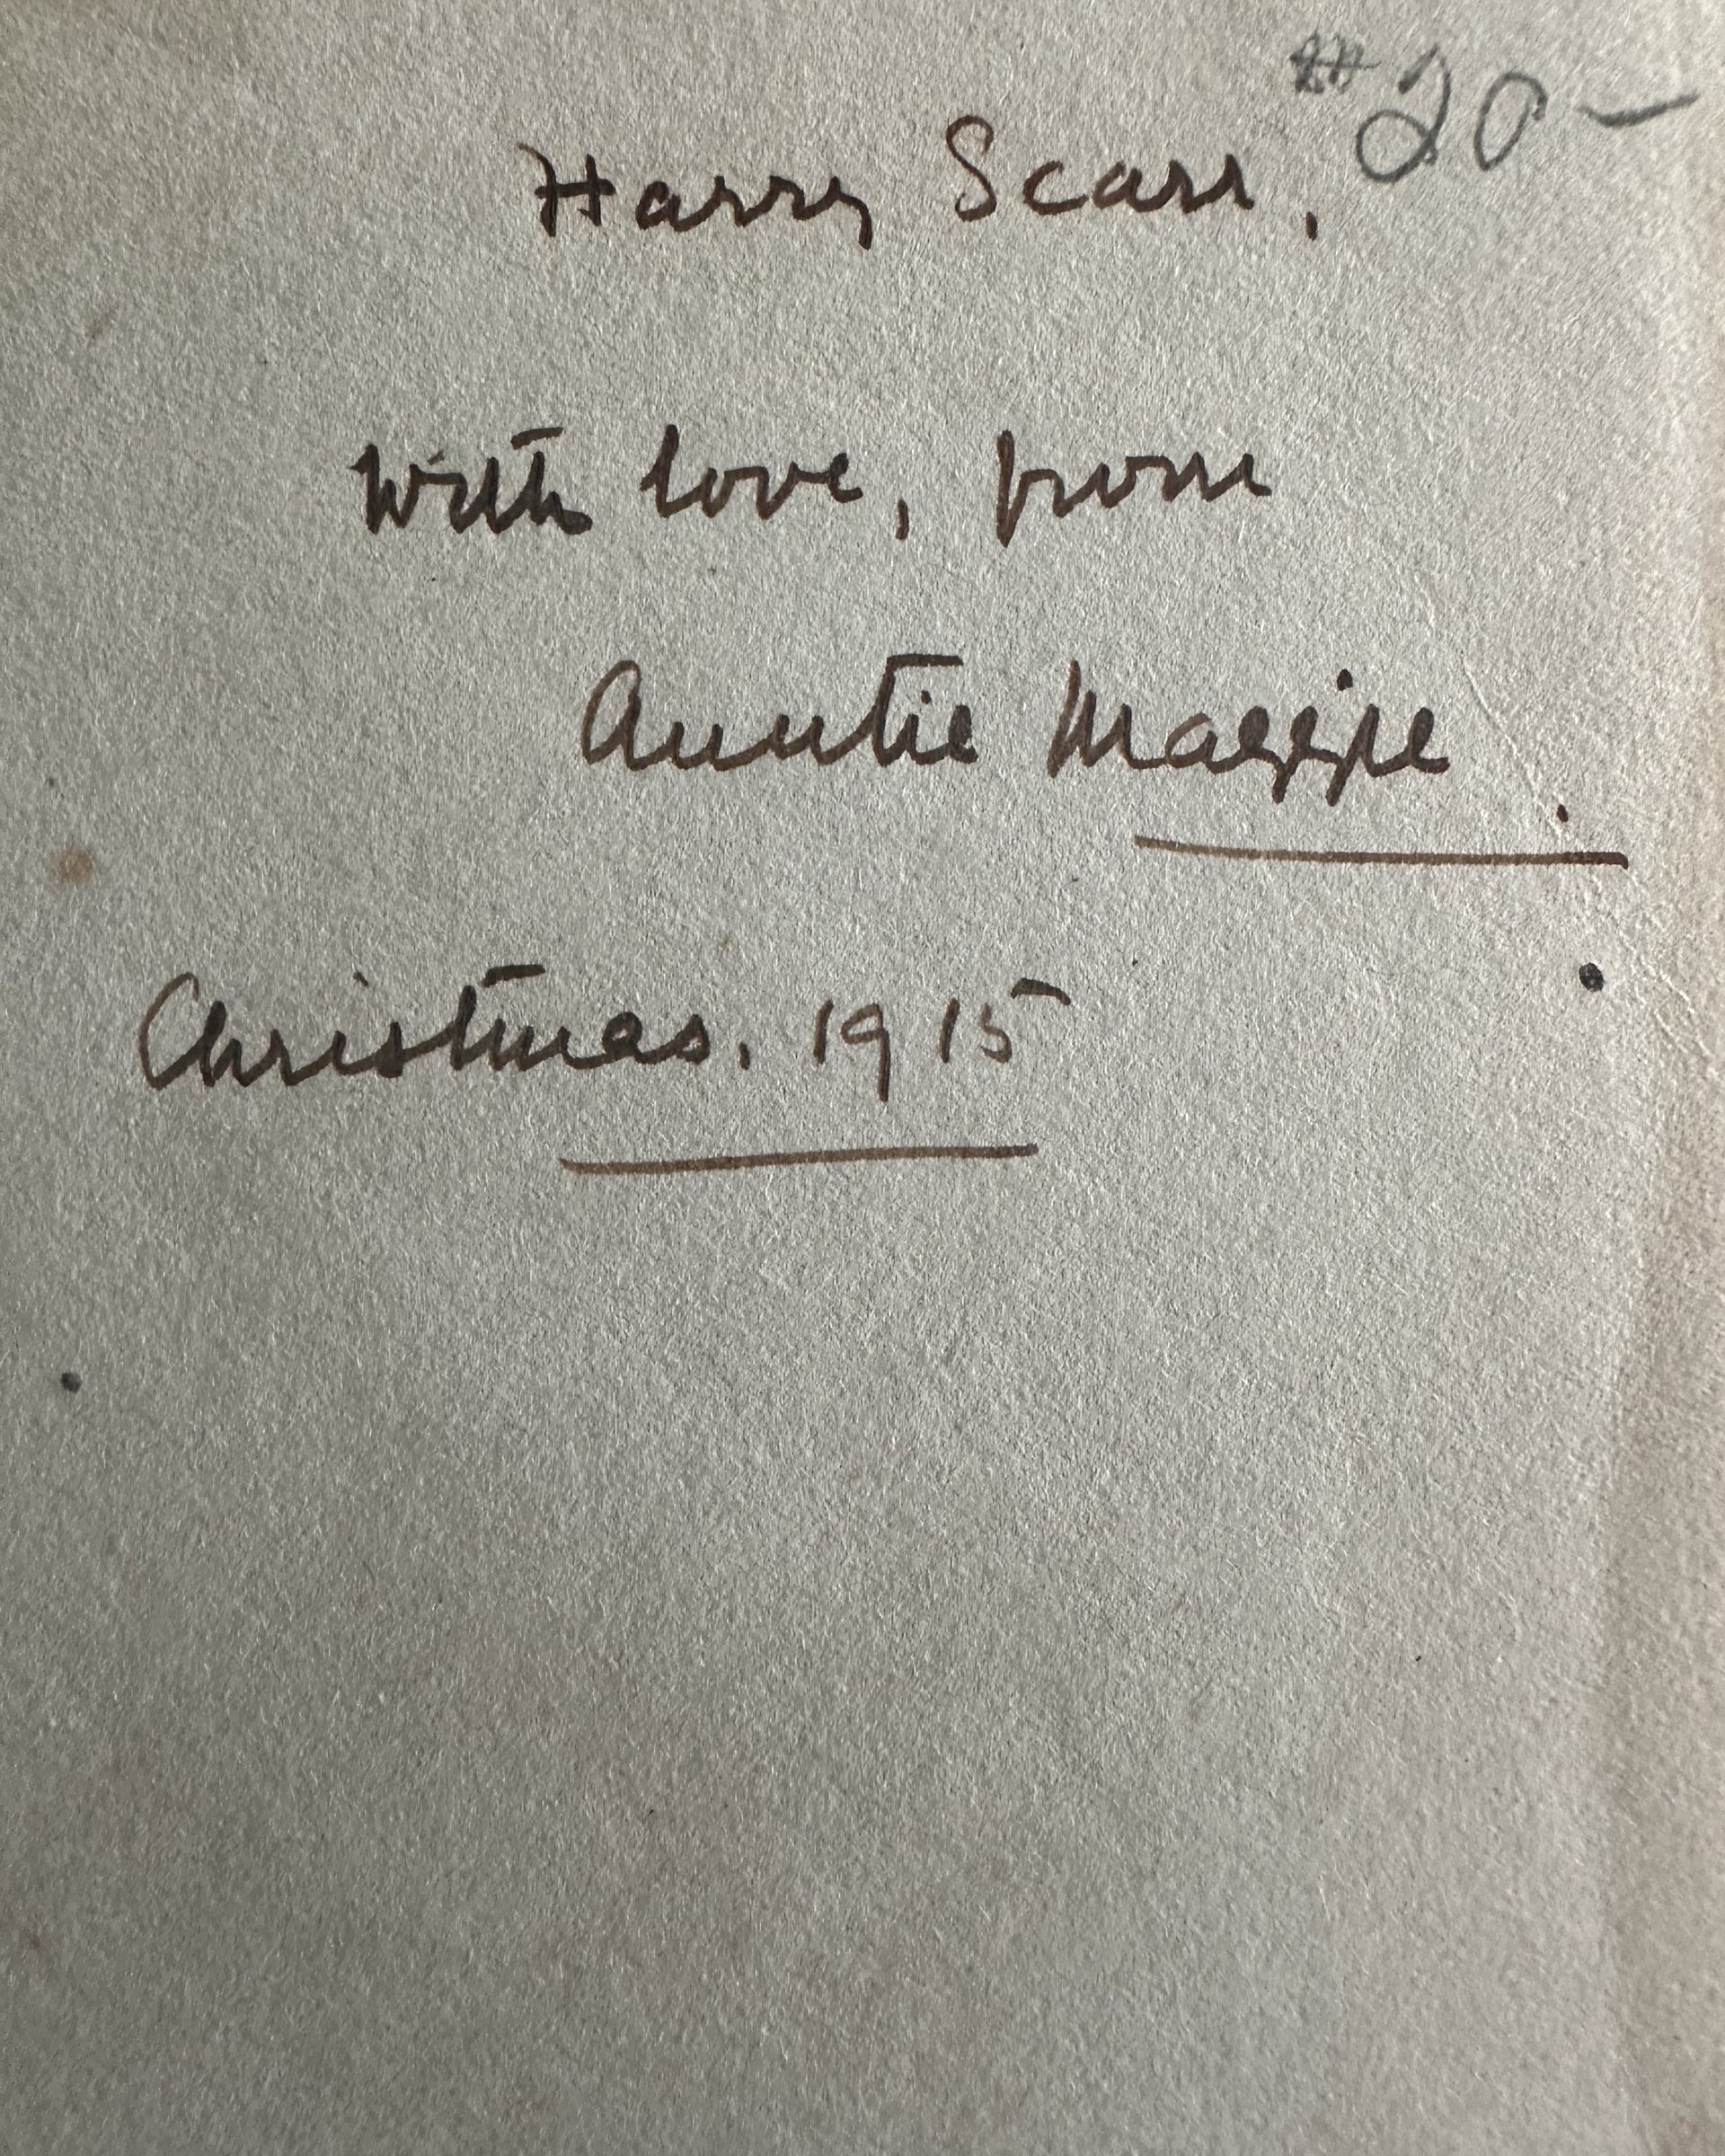 20-
Harry Scarr.
With love, from
Auntie Maggie.
Christmas. 1915